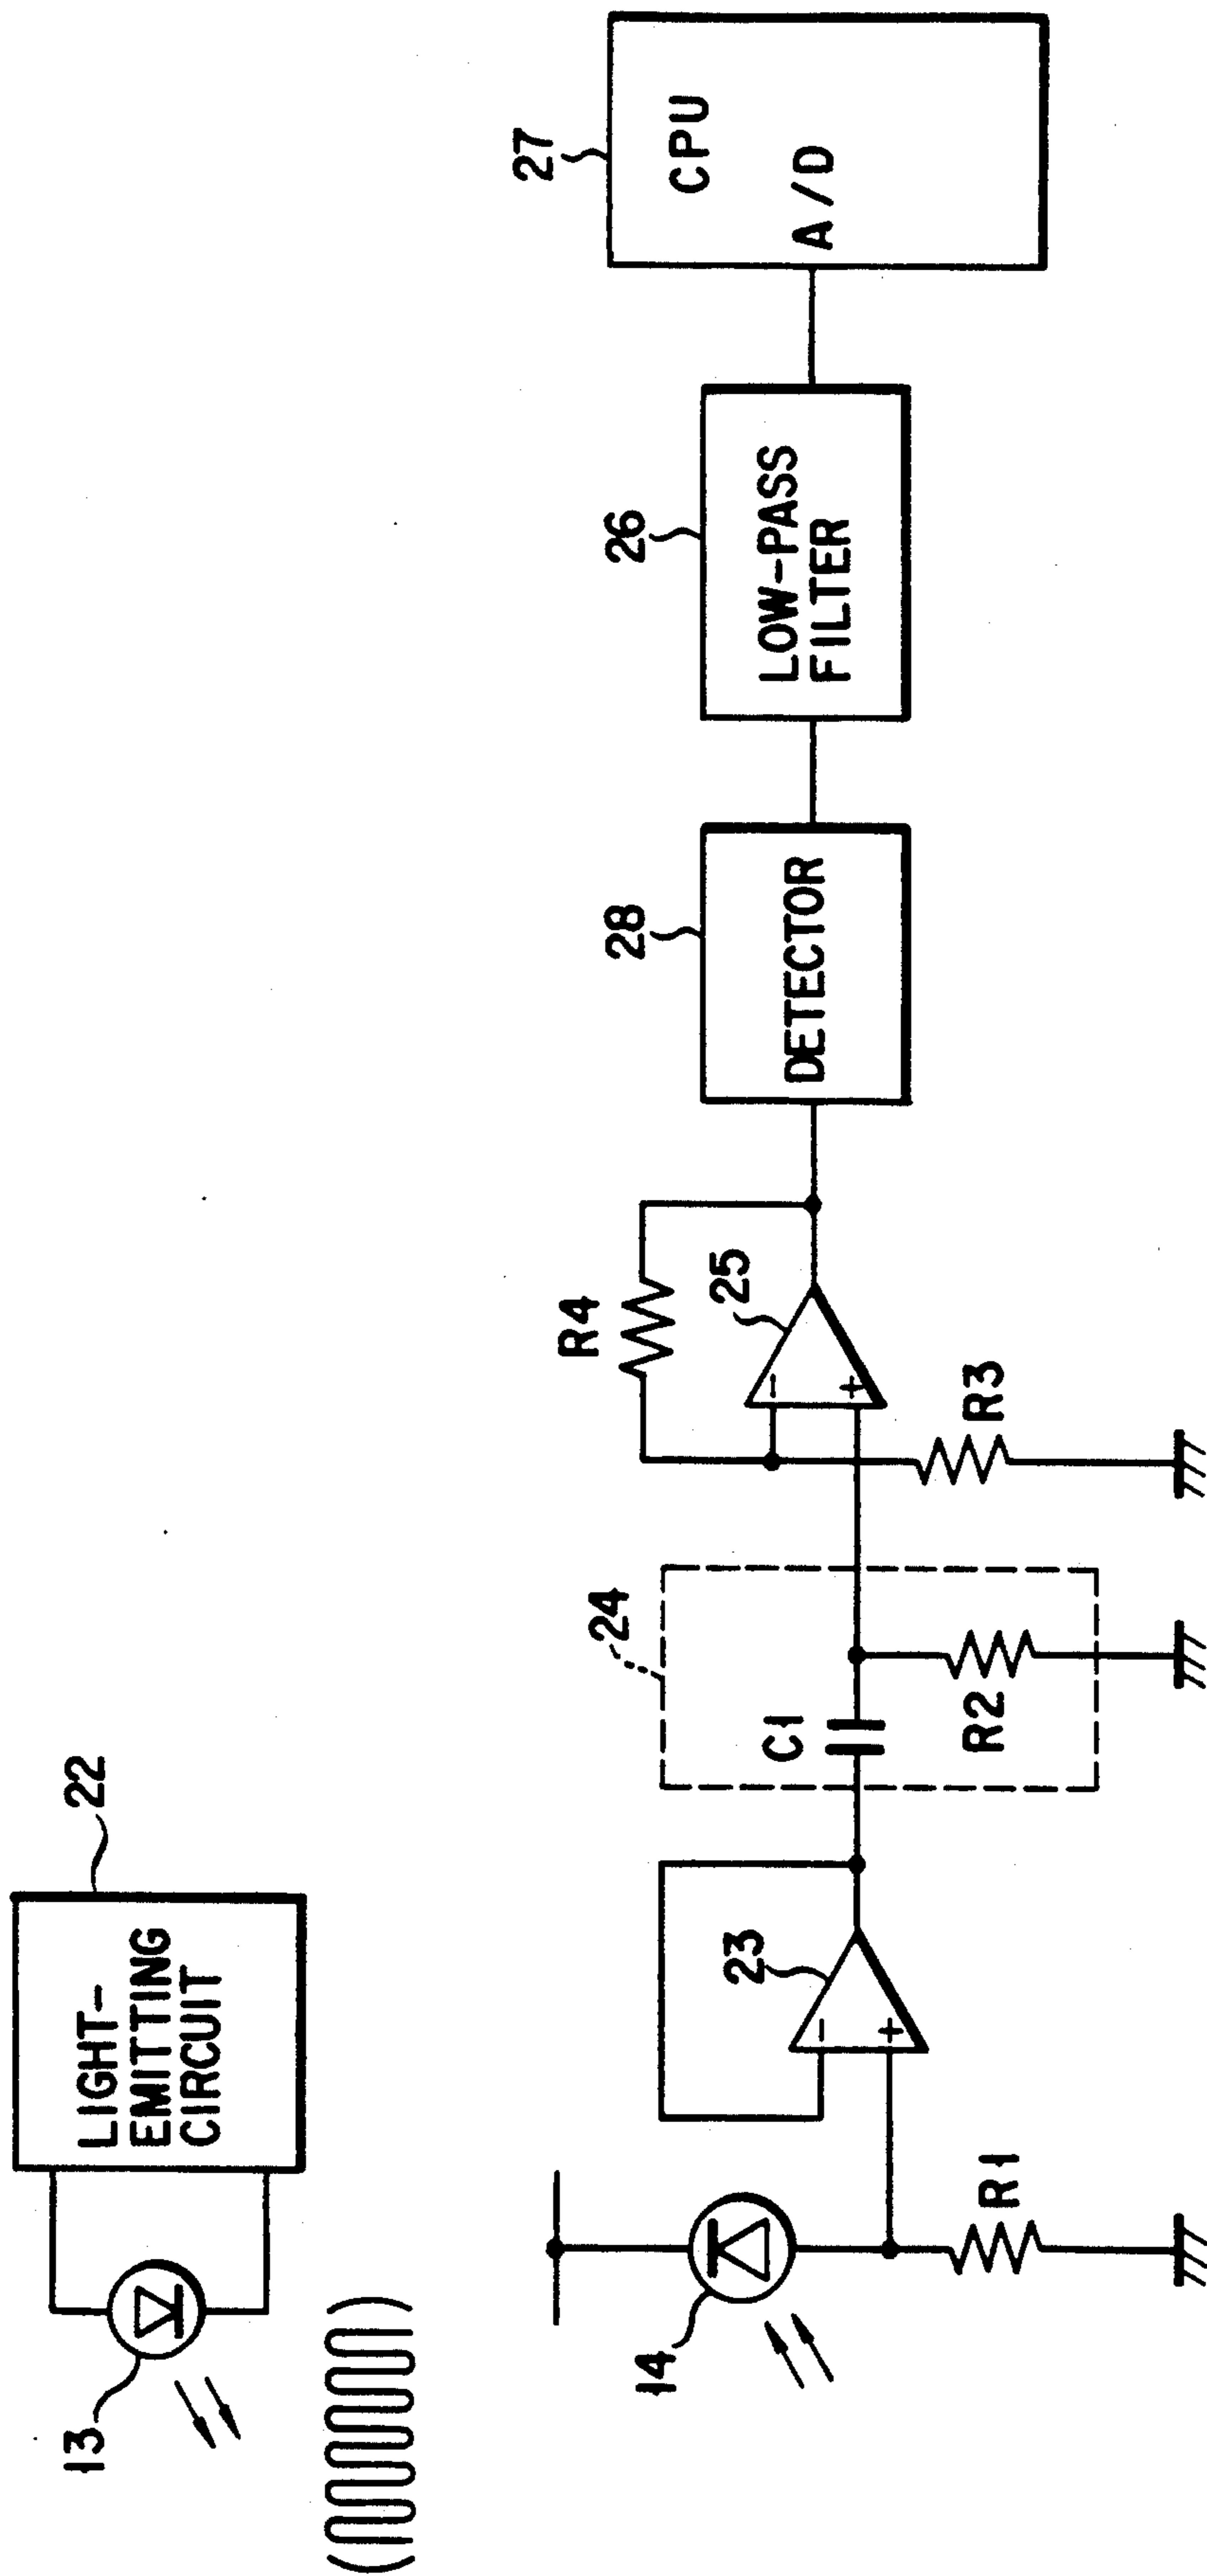 13
LIGHT-
EMITTING
CIRCUIT
22
14
R1
23
-
+
24
C1
R2
R4
25
-
+
R3
28
DETECTOR
26
LOW-PASS
FILTER
27
CPU
A/D